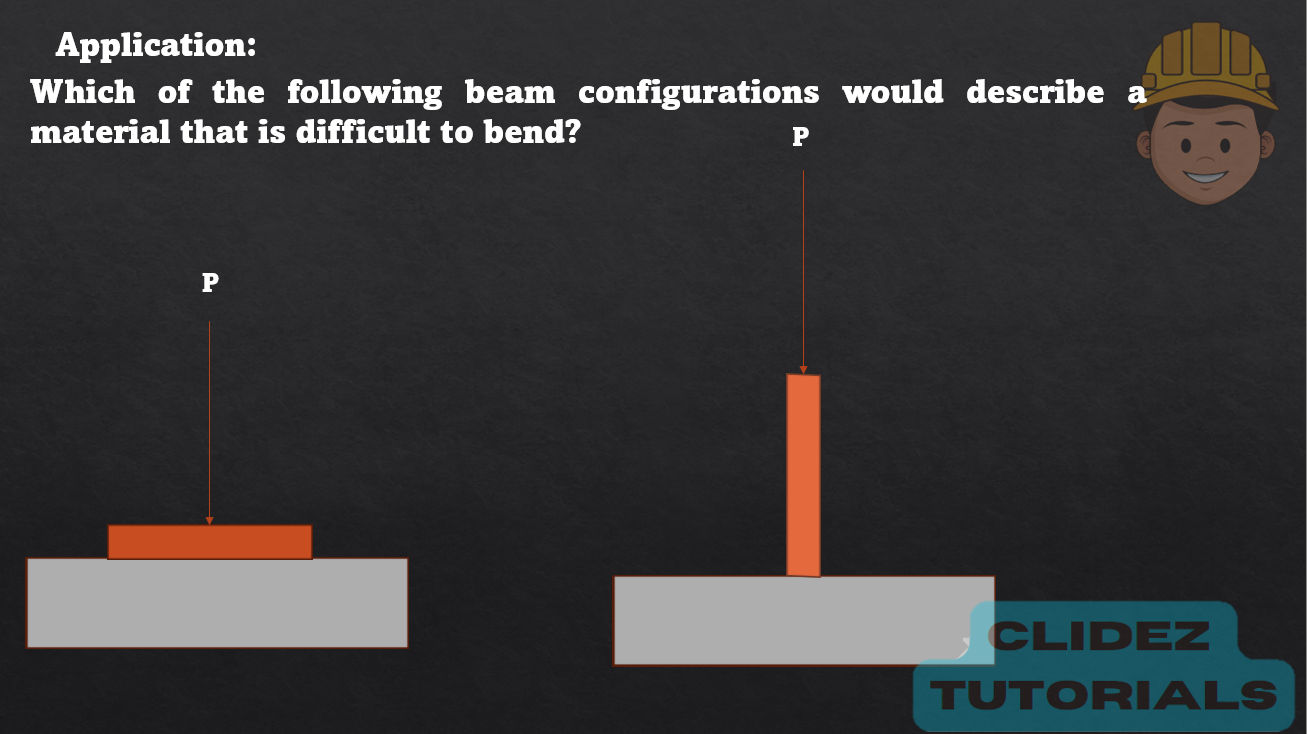 Application:
Which of the following beam configurations would describe a
material that is difficult to bend?
P
P
CLIDEZ
TUTORIALS